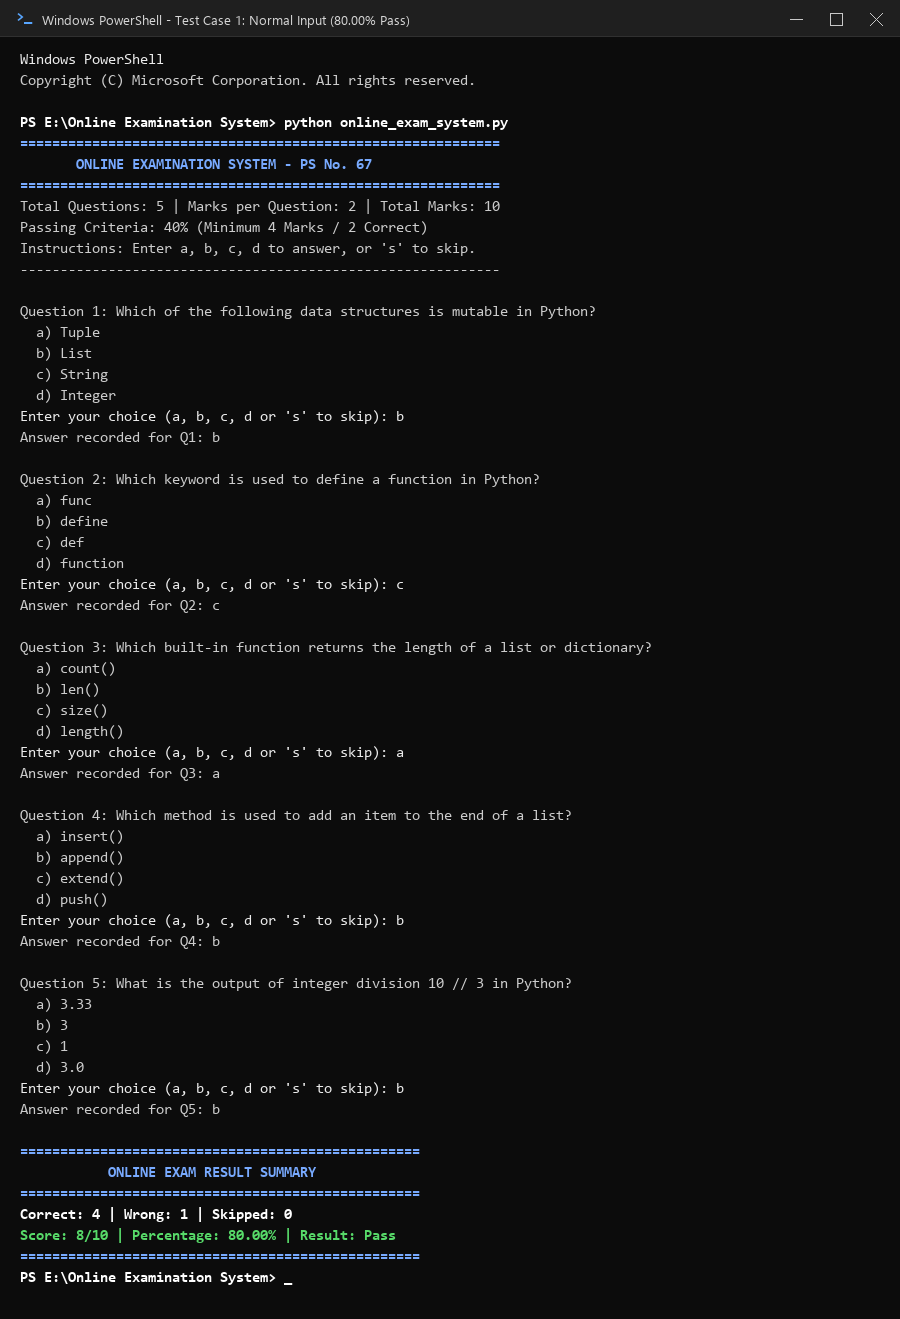 Windows PowerShell - Test Case 1: Normal Input (80.00% Pass)
Windows PowerShell
Copyright (C) Microsoft Corporation. All rights reserved.
PS E:\Online Examination System> python online_exam_system.py
============================================================
ONLINE EXAMINATION SYSTEM - PS No. 67
============================================================
Total Questions: 5 | Marks per Question: 2 | Total Marks: 10
Passing Criteria: 40% (Minimum 4 Marks / 2 Correct)
Instructions: Enter a, b, c, d to answer, or 's' to skip.
------------------------------------------------------------
Question 1: Which of the following data structures is mutable in Python?
a) Tuple
b) List
c) String
d) Integer
Enter your choice (a, b, c, d or 's' to skip): b
Answer recorded for Q1: b
Question 2: Which keyword is used to define a function in Python?
a) func
b) define
c) def
d) function
Enter your choice (a, b, c, d or 's' to skip): c
Answer recorded for Q2: c
Question 3: Which built-in function returns the length of a list or dictionary?
a) count()
b) len()
c) size()
d) length()
Enter your choice (a, b, c, d or 's' to skip): a
Answer recorded for Q3: a
Question 4: Which method is used to add an item to the end of a list?
a) insert()
b) append()
c) extend()
d) push()
Enter your choice (a, b, c, d or 's' to skip): b
Answer recorded for Q4: b
Question 5: What is the output of integer division 10 // 3 in Python?
a) 3.33
b) 3
c) 1
d) 3.0
Enter your choice (a, b, c, d or 's' to skip): b
Answer recorded for Q5: b
==================================================
ONLINE EXAM RESULT SUMMARY
==================================================
Correct: 4 | Wrong: 1 | Skipped: 0
Score: 8/10 | Percentage: 80.00% | Result: Pass
==================================================
PS E:\Online Examination System> _